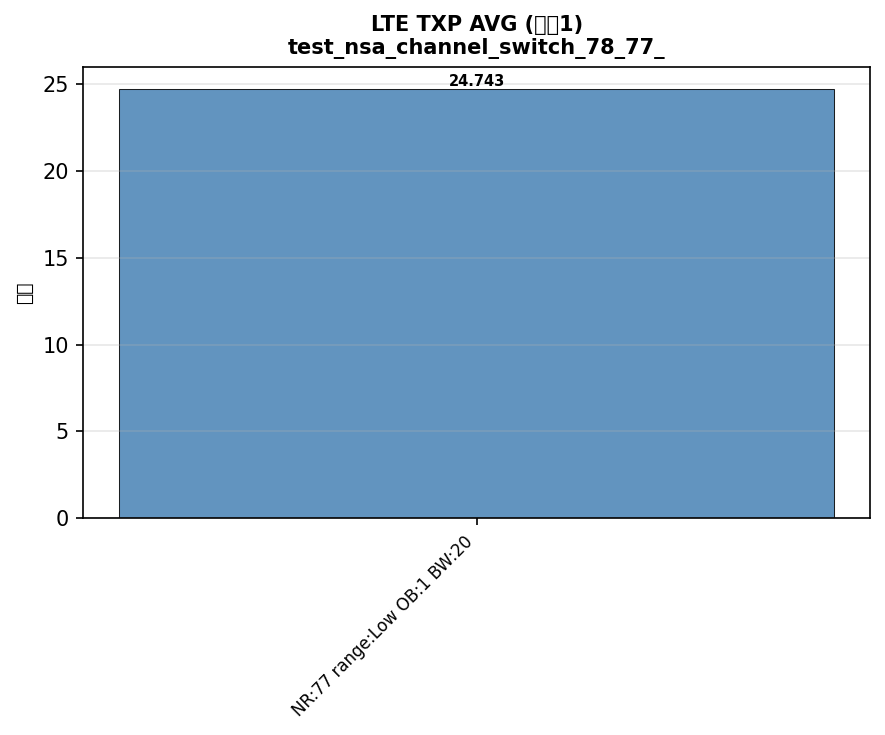 LTE TXP AVG (▯▯1)
test_nsa_channel_switch_78_77_
24.743
25
20
15
10
5
0
NR:77 range:Low OB:1 BW:20